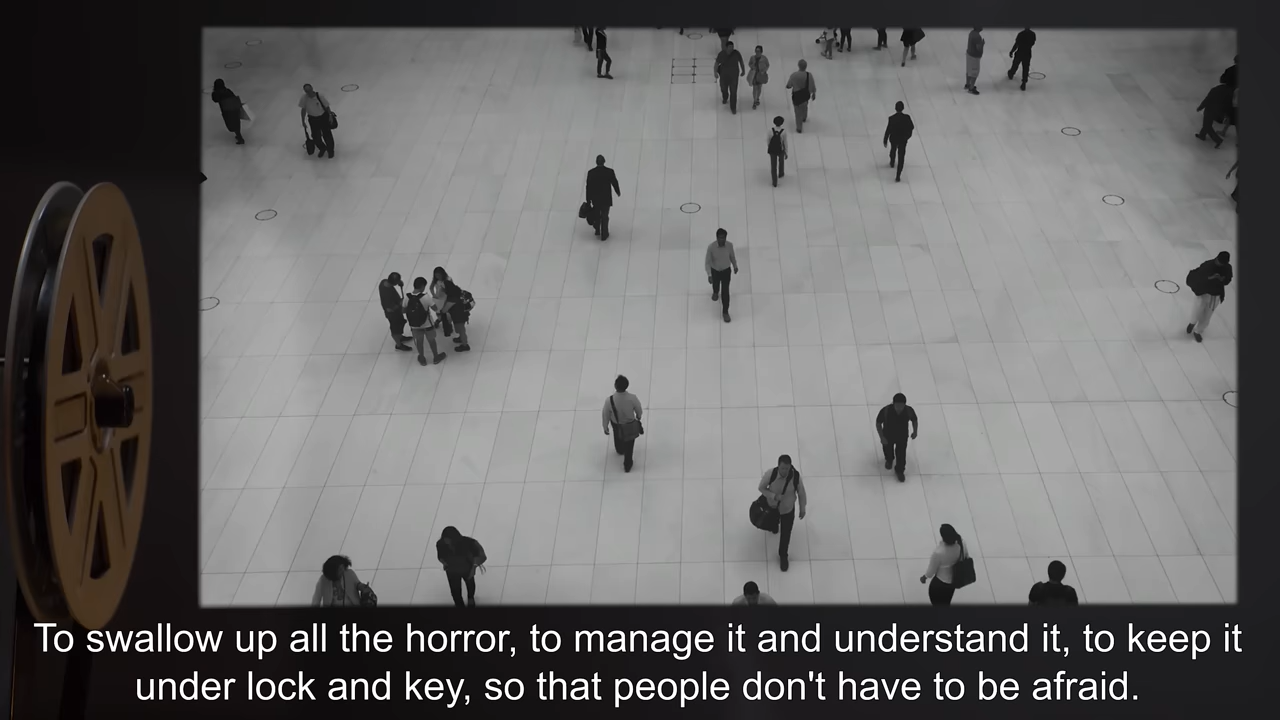 To swallow up all the horror, to manage it and understand it, to keep it
under lock and key, so that people don't have to be afraid.